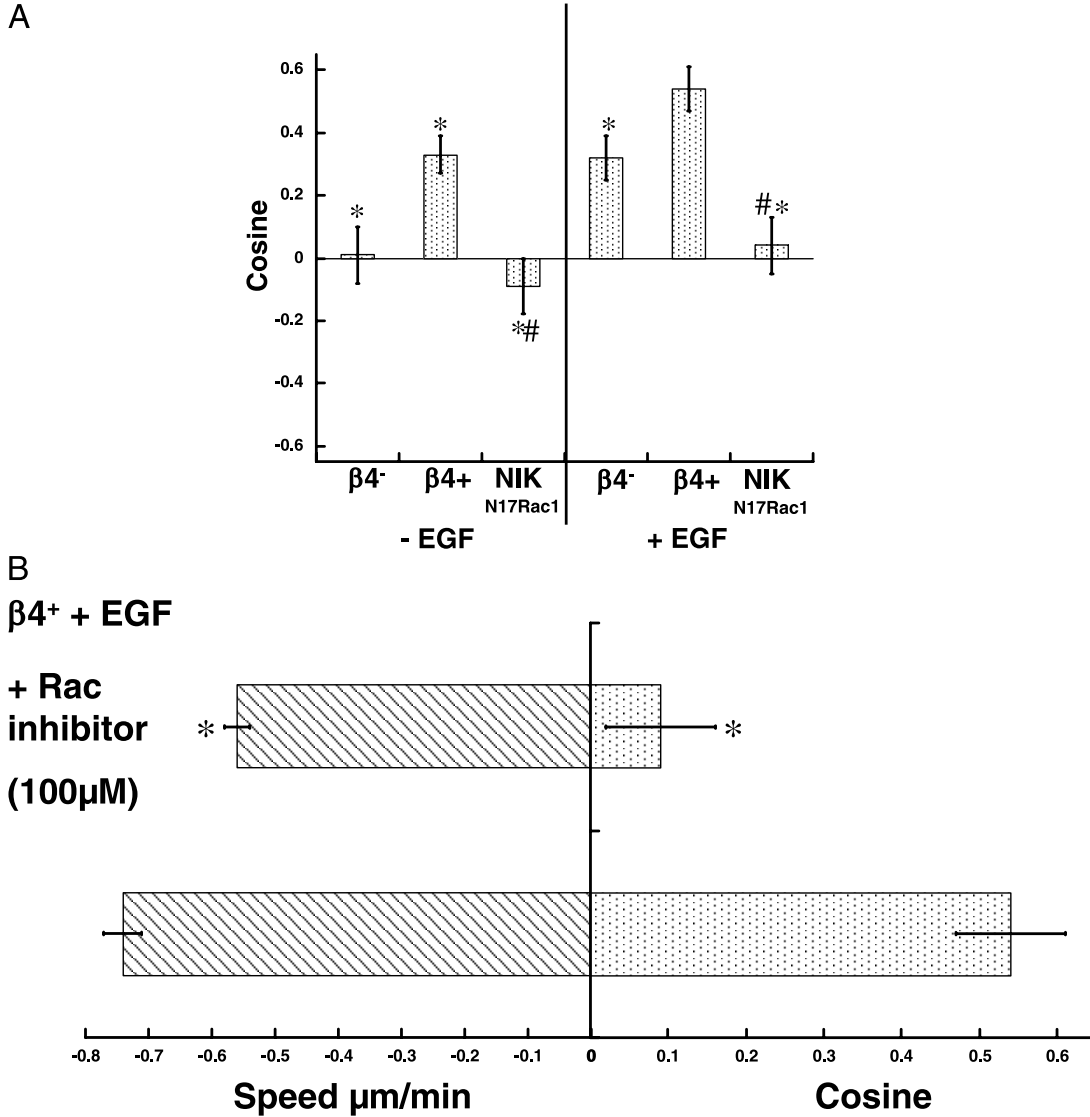 A
0.6
0.4
0.2
0
-0.2
-0.4
-0.6
Cosine
*
*
*#
*
#*
β4- β4+ NIK β4- β4+ NIK
N17Rac1 N17Rac1
- EGF + EGF
B
β4+ + EGF
+ Rac
inhibitor
(100µM)
* *
-0.8 -0.7 -0.6 -0.5 -0.4 -0.3 -0.2 -0.1 0 0.1 0.2 0.3 0.4 0.5 0.6
Speed µm/min Cosine